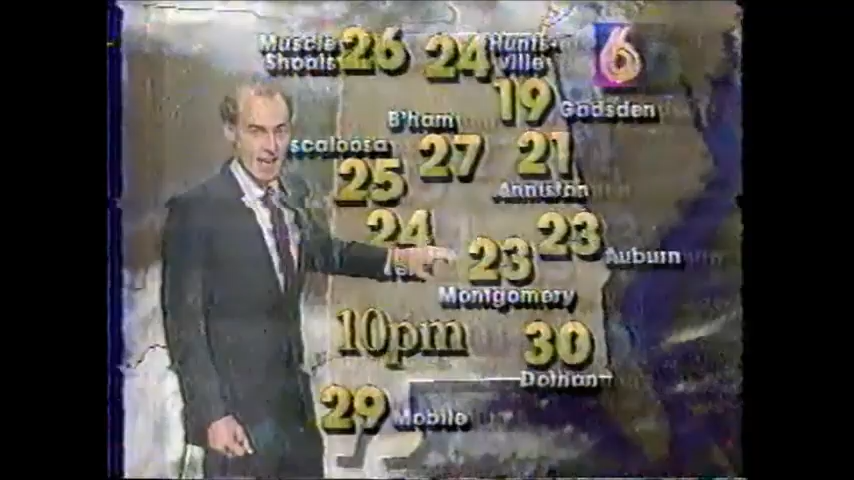 Muscle Shoals 26
24 Hunts-ville
6
19 Gadsden
B'ham
27
scaloosa
25
21
Anniston
24
23
Auburn
23
Montgomery
10pm
30
Dothan
29 Mobile